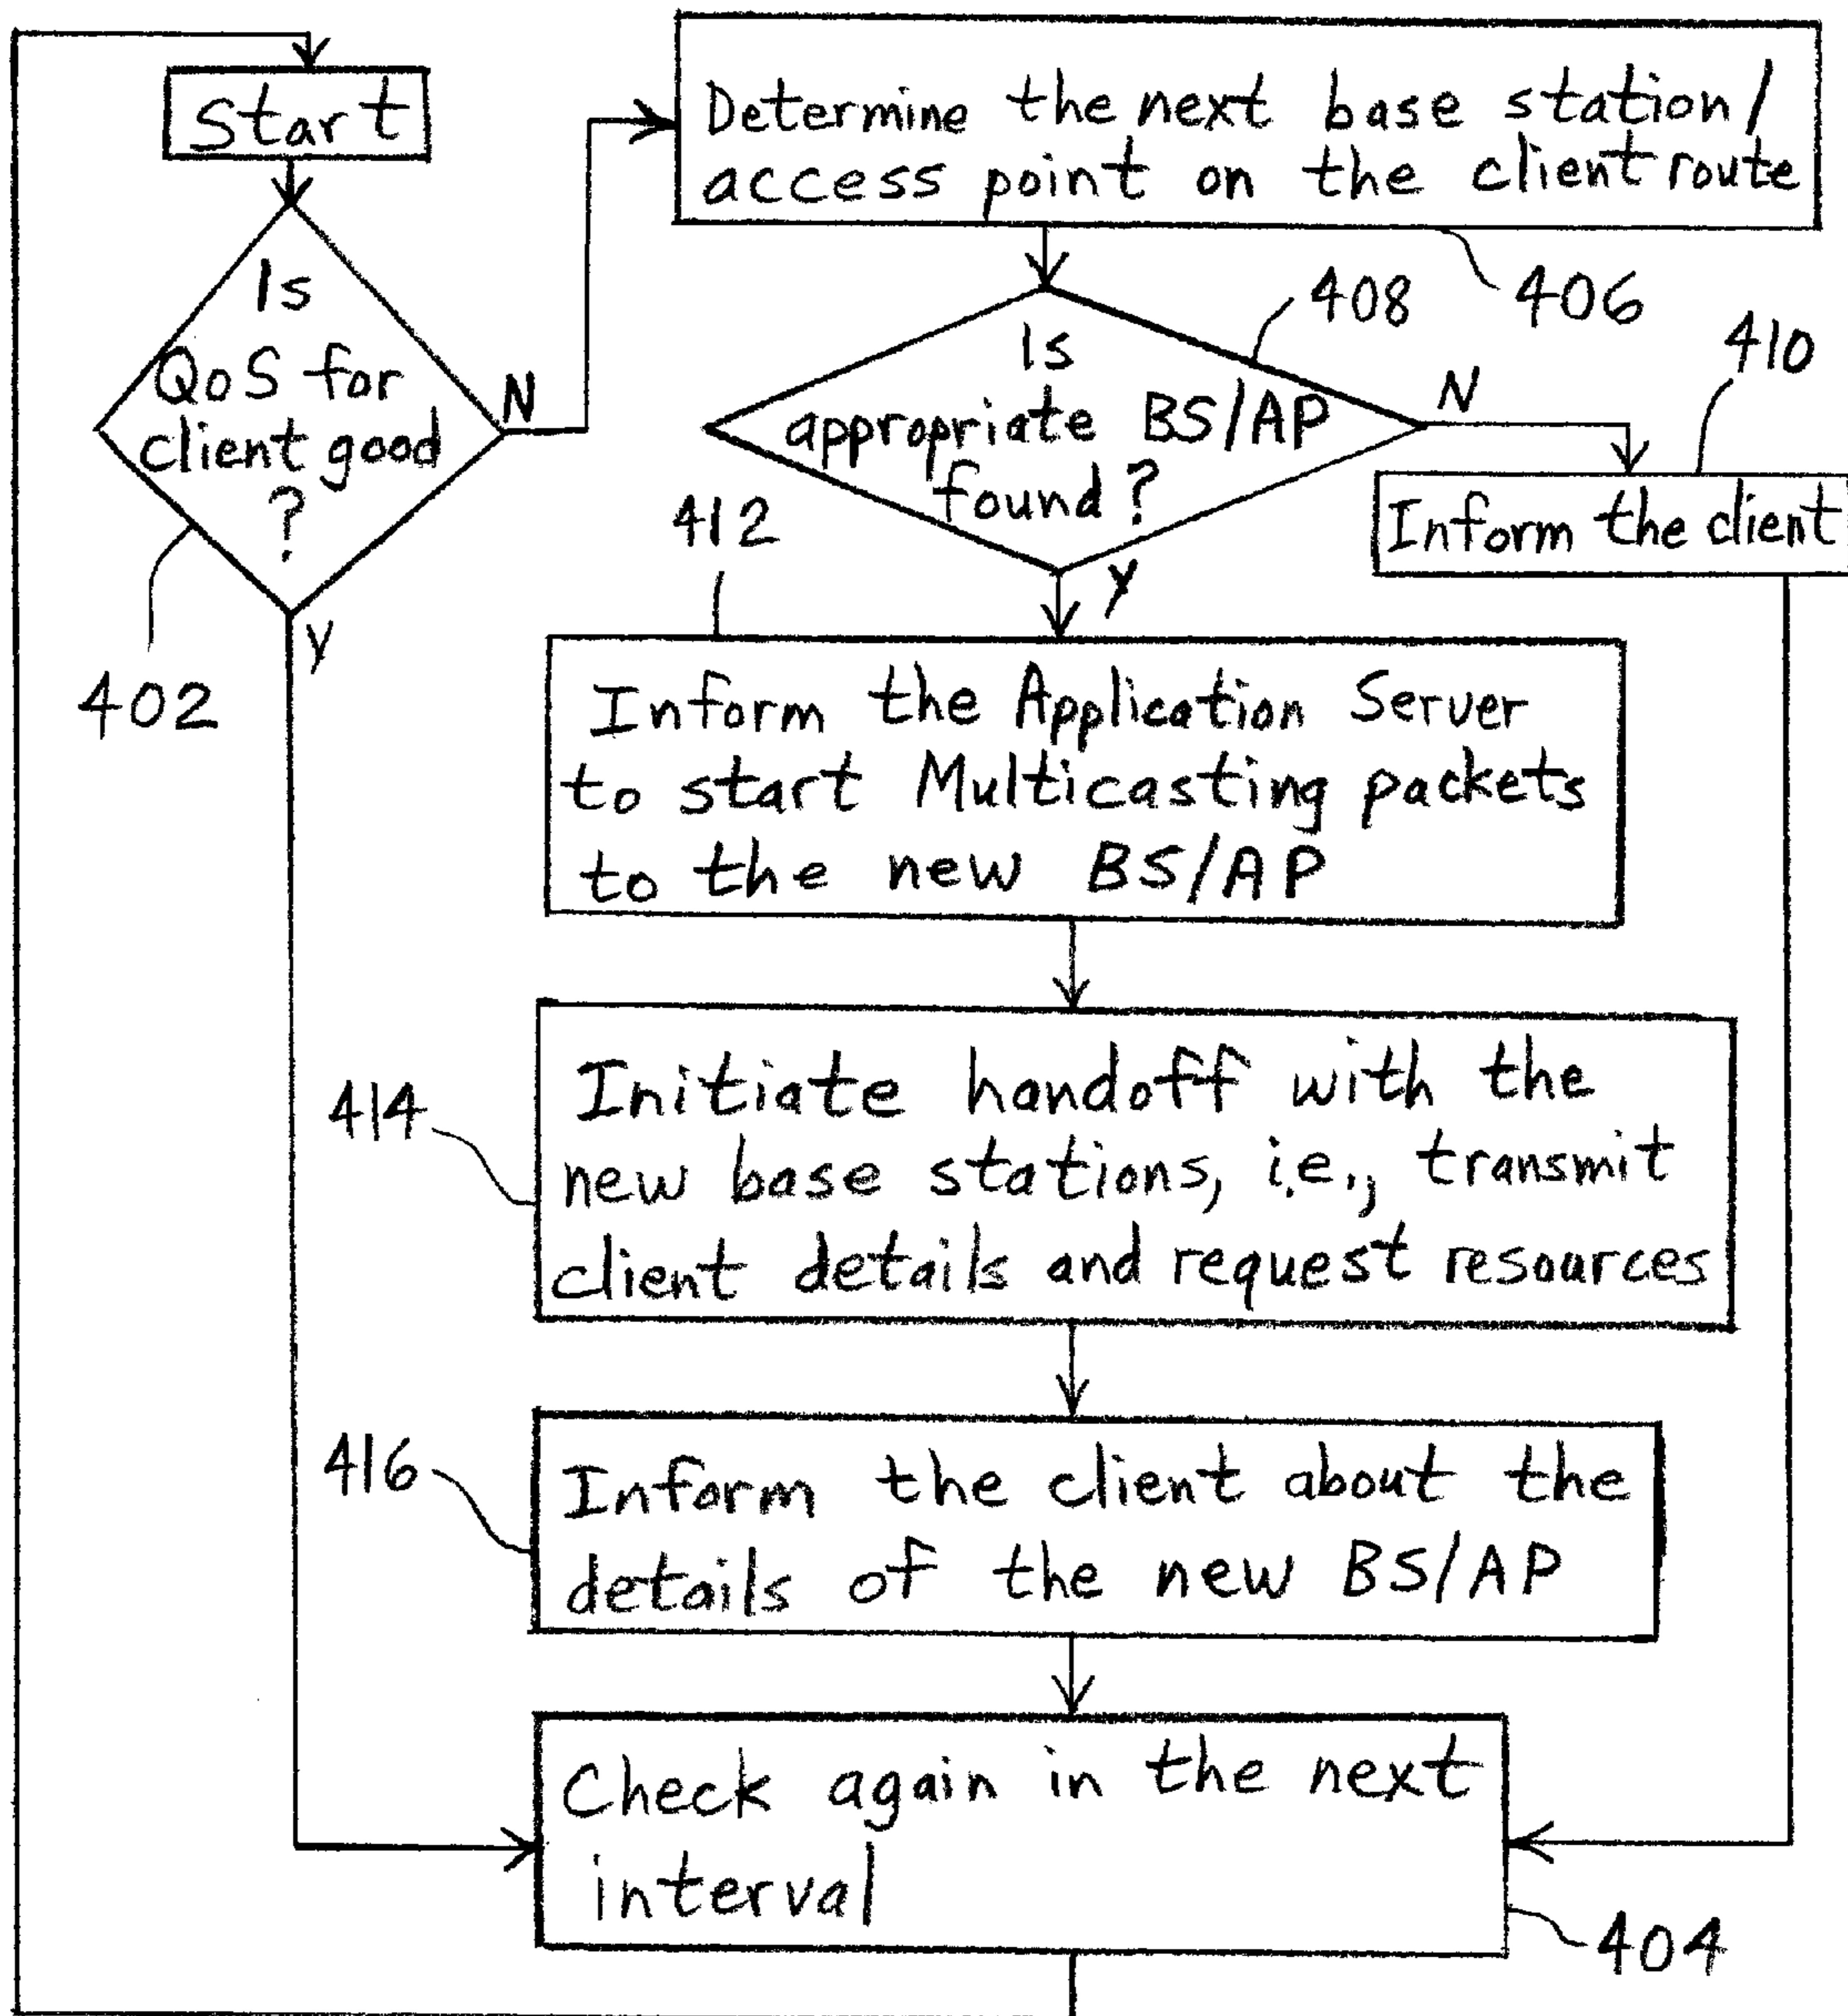 Start
Is
QoS for
client good
?
N
Y
402
Determine the next base station/
access point on the client route
406
408
Is
appropriate BS/AP
found?
N
Y
410
Inform the client
412
Inform the Application Server
to start Multicasting packets
to the new BS/AP
414
Initiate handoff with the
new base stations, i.e., transmit
client details and request resources
416
Inform the client about the
details of the new BS/AP
Check again in the next
interval
404